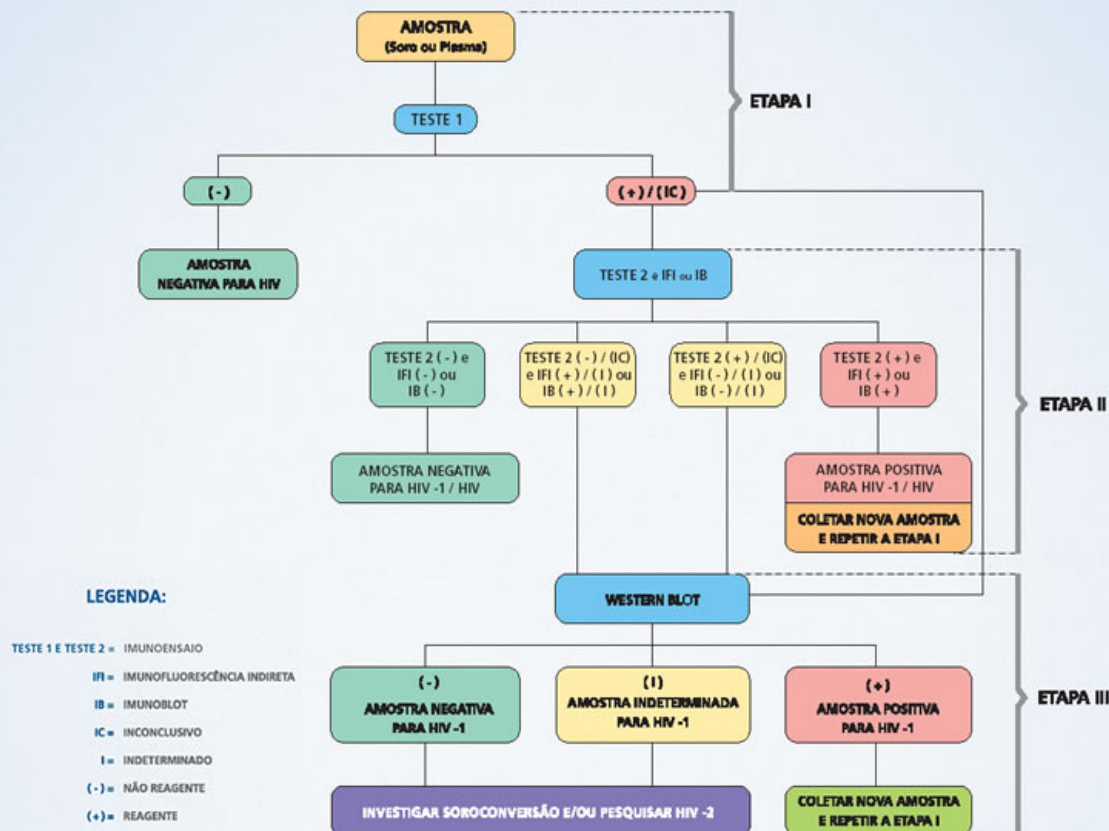 AMOSTRA
(Soro ou Plasma)
ETAPA I
TESTE 1
(-)
(+)/(IC)
AMOSTRA
NEGATIVA PARA HIV
TESTE 2 e IFI ou IB
TESTE 2 (-) e
IFI (-) ou
IB (-)
TESTE 2 (-) / (IC)
e IFI (+) / (I) ou
IB (+) / (I)
TESTE 2 (+) / (IC)
e IFI (-) / (I) ou
IB (-) / (I)
TESTE 2 (+) e
IFI (+) ou
IB (+)
ETAPA II
AMOSTRA NEGATIVA
PARA HIV -1 / HIV
AMOSTRA POSITIVA
PARA HIV -1 / HIV
COLETAR NOVA AMOSTRA
E REPETIR A ETAPA I
WESTERN BLOT
(-)
AMOSTRA NEGATIVA
PARA HIV -1
(I)
AMOSTRA INDETERMINADA
PARA HIV -1
(+)
AMOSTRA POSITIVA
PARA HIV -1
ETAPA III
INVESTIGAR SOROCONVERSÃO E/OU PESQUISAR HIV -2
COLETAR NOVA AMOSTRA
E REPETIR A ETAPA I
LEGENDA:
TESTE 1 E TESTE 2 = IMUNOENSAIO
IFI = IMUNOFLUORESCÊNCIA INDIRETA
IB = IMUNOBLOT
IC = INCONCLUSIVO
I = INDETERMINADO
(-) = NÃO REAGENTE
(+) = REAGENTE